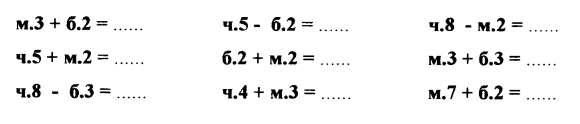 м.3 + б.2 = ...... ч.5 - б.2 = ...... ч.8 - м.2 = ......
ч.5 + м.2 = ...... б.2 + м.2 = ...... м.3 + б.3 = ......
ч.8 - б.3 = ...... ч.4 + м.3 = ...... м.7 + б.2 = ......